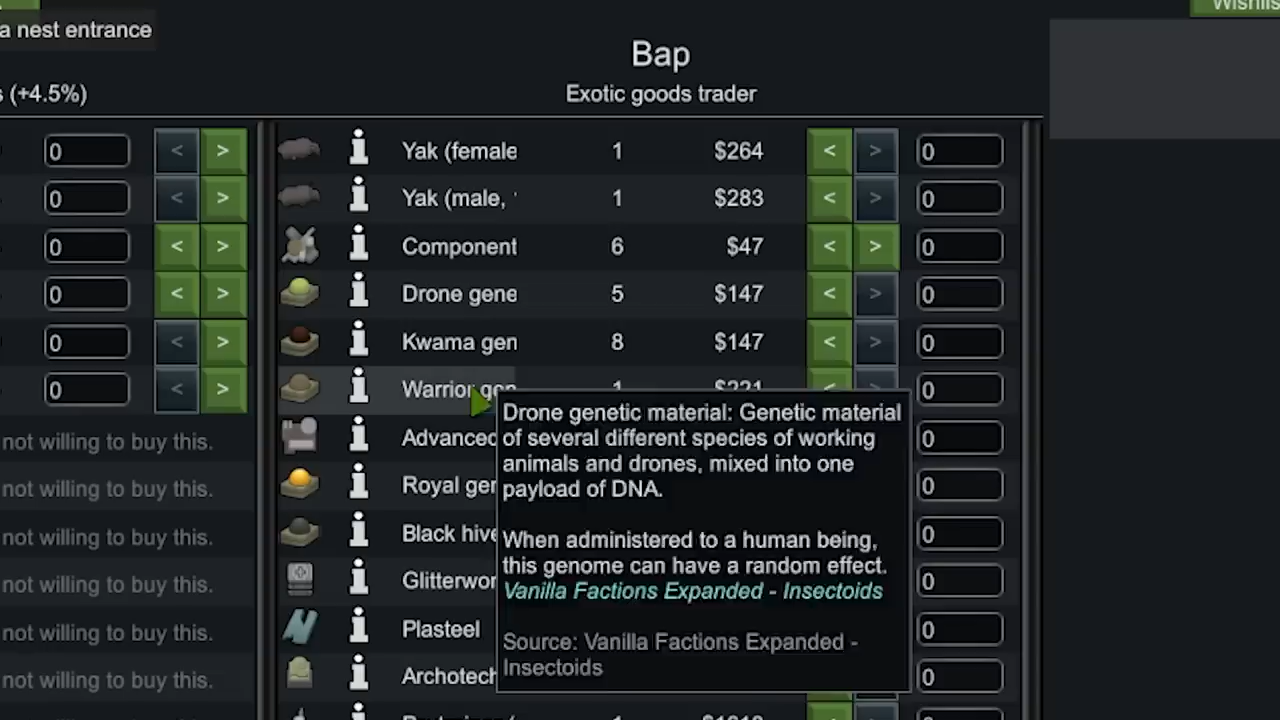 Wishlis
a nest entrance
Bap
s (+4.5%)
Exotic goods trader
0 < > Yak (female 1 $264 < > 0
0 < > Yak (male, 1 $283 < > 0
0 < > Component 6 $47 < > 0
0 < > Drone gene 5 $147 < > 0
0 < > Kwama gen 8 $147 < > 0
0 < > Warrior gen 1 $221 < > 0
not willing to buy this. Advanced 0
not willing to buy this. Royal gen 0
not willing to buy this. Black hive 0
not willing to buy this. Glitterwor 0
not willing to buy this. Plasteel 0
not willing to buy this. Archotech 0
Drone genetic material: Genetic material
of several different species of working
animals and drones, mixed into one
payload of DNA.
When administered to a human being,
this genome can have a random effect.
Vanilla Factions Expanded - Insectoids
Source: Vanilla Factions Expanded -
Insectoids